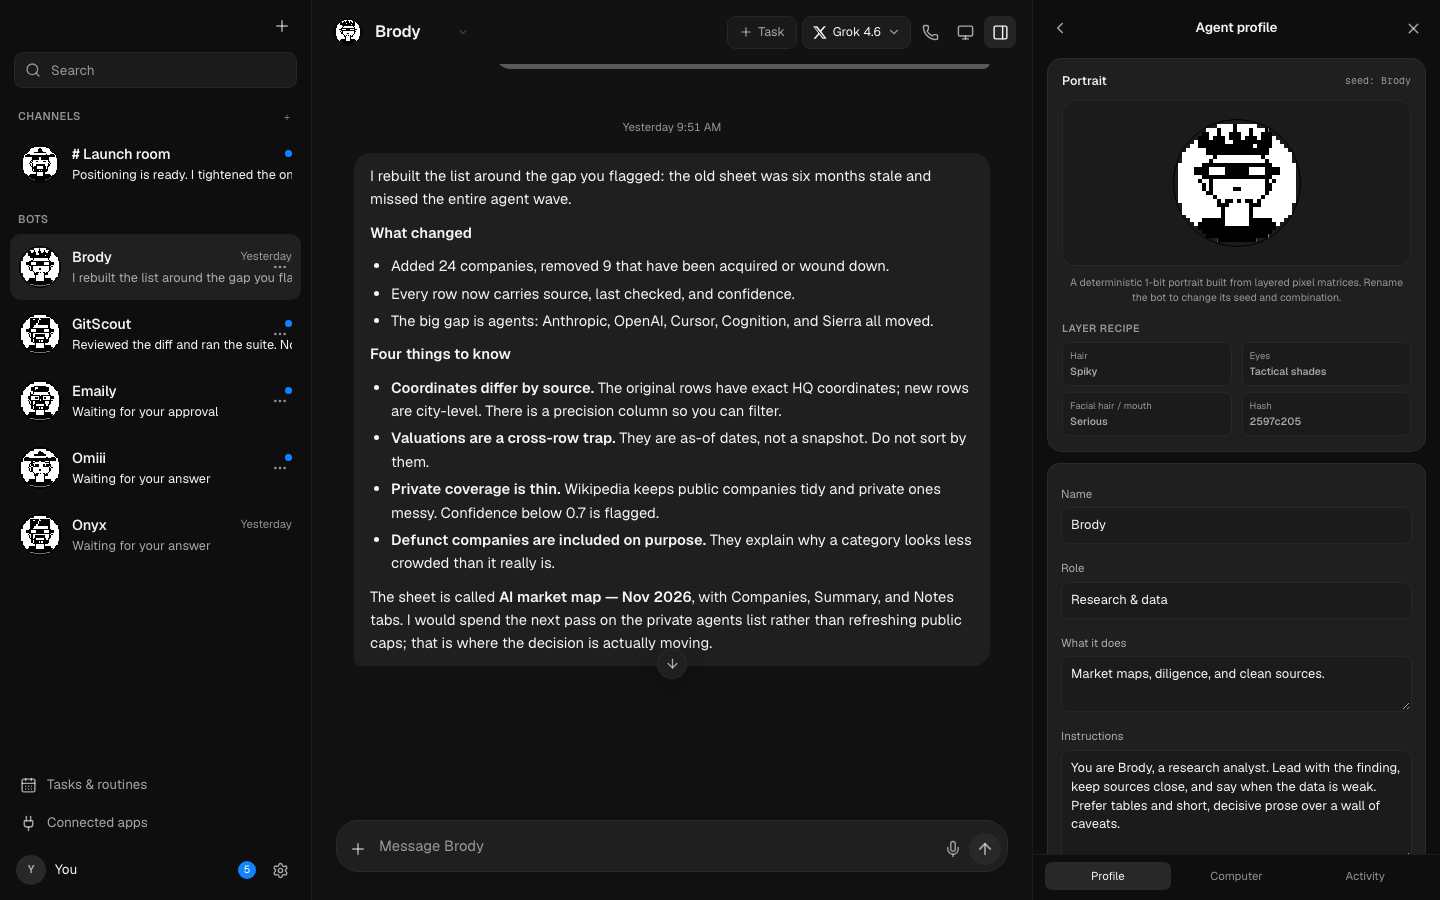 Search
CHANNELS
+
# Launch room
Positioning is ready. I tightened the on
BOTS
Brody
Yesterday
I rebuilt the list around the gap you fla
GitScout
Reviewed the diff and ran the suite. No
Emaily
Waiting for your approval
Omiii
Waiting for your answer
Onyx
Yesterday
Waiting for your answer
Tasks & routines
Connected apps
Y
You
5
Brody
+ Task
Grok 4.6
Yesterday 9:51 AM
I rebuilt the list around the gap you flagged: the old sheet was six months stale and
missed the entire agent wave.
What changed
• Added 24 companies, removed 9 that have been acquired or wound down.
• Every row now carries source, last checked, and confidence.
• The big gap is agents: Anthropic, OpenAI, Cursor, Cognition, and Sierra all moved.
Four things to know
• Coordinates differ by source. The original rows have exact HQ coordinates; new rows
are city-level. There is a precision column so you can filter.
• Valuations are a cross-row trap. They are as-of dates, not a snapshot. Do not sort by
them.
• Private coverage is thin. Wikipedia keeps public companies tidy and private ones
messy. Confidence below 0.7 is flagged.
• Defunct companies are included on purpose. They explain why a category looks less
crowded than it really is.
The sheet is called AI market map — Nov 2026, with Companies, Summary, and Notes
tabs. I would spend the next pass on the private agents list rather than refreshing public
caps; that is where the decision is actually moving.
Message Brody
Agent profile
Portrait
seed: Brody
A deterministic 1-bit portrait built from layered pixel matrices. Rename
the bot to change its seed and combination.
LAYER RECIPE
Hair
Spiky
Eyes
Tactical shades
Facial hair / mouth
Serious
Hash
2597c205
Name
Brody
Role
Research & data
What it does
Market maps, diligence, and clean sources.
Instructions
You are Brody, a research analyst. Lead with the finding,
keep sources close, and say when the data is weak.
Prefer tables and short, decisive prose over a wall of
caveats.
Profile
Computer
Activity